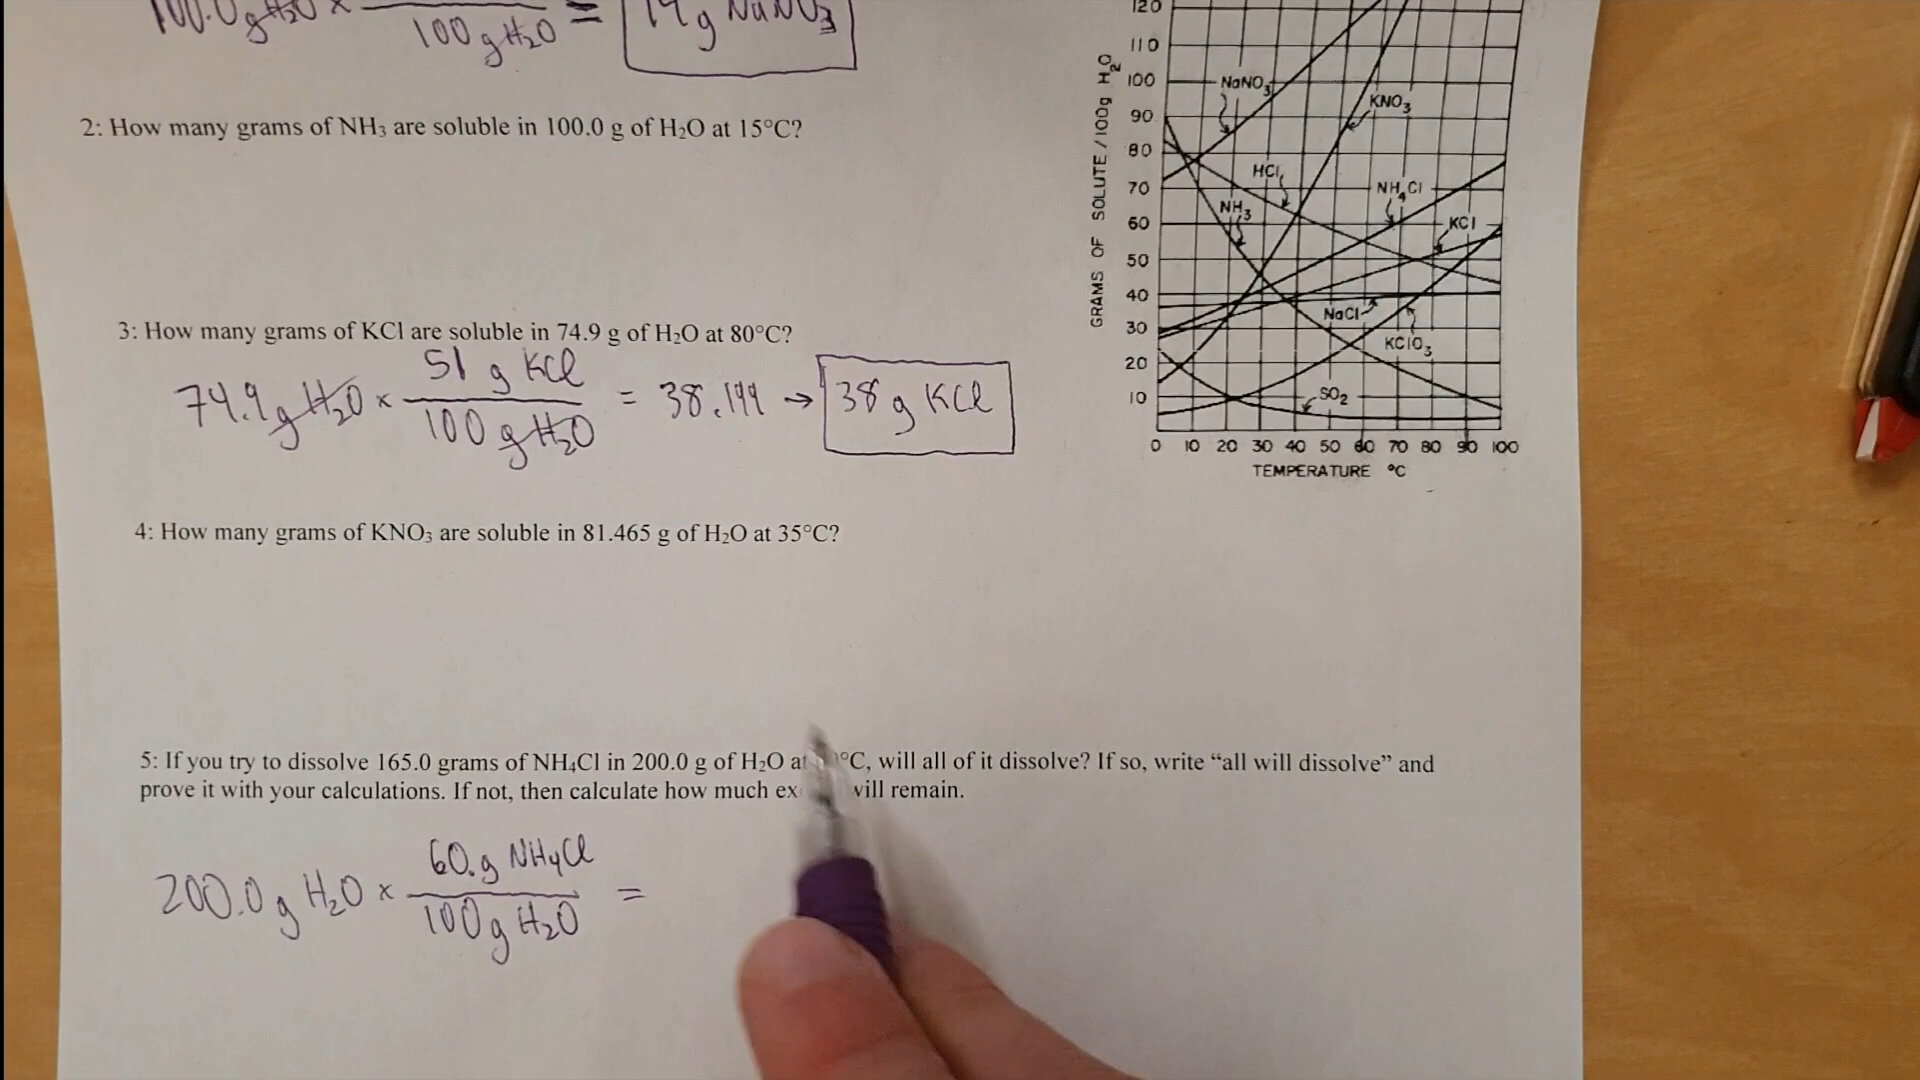 100.0 g H₂O x
100 g H₂O
= 74 g NaNO₃
2: How many grams of NH₃ are soluble in 100.0 g of H₂O at 15°C?
3: How many grams of KCl are soluble in 74.9 g of H₂O at 80°C?
51 g KCl
74.9 g H₂O x
100 g H₂O
= 38.199 → 38 g KCl
4: How many grams of KNO₃ are soluble in 81.465 g of H₂O at 35°C?
5: If you try to dissolve 165.0 grams of NH₄Cl in 200.0 g of H₂O at °C, will all of it dissolve? If so, write “all will dissolve” and
prove it with your calculations. If not, then calculate how much will remain.
60. g NH₄Cl
200.0 g H₂O x
100 g H₂O
=
GRAMS OF SOLUTE / 100g H₂O
120
110
100
90
80
70
60
50
40
30
20
10
NaNO₃
KNO₃
HCl
NH₄Cl
NH₃
KCl
NaCl
KClO₃
SO₂
0 10 20 30 40 50 60 70 80 90 100
TEMPERATURE °C